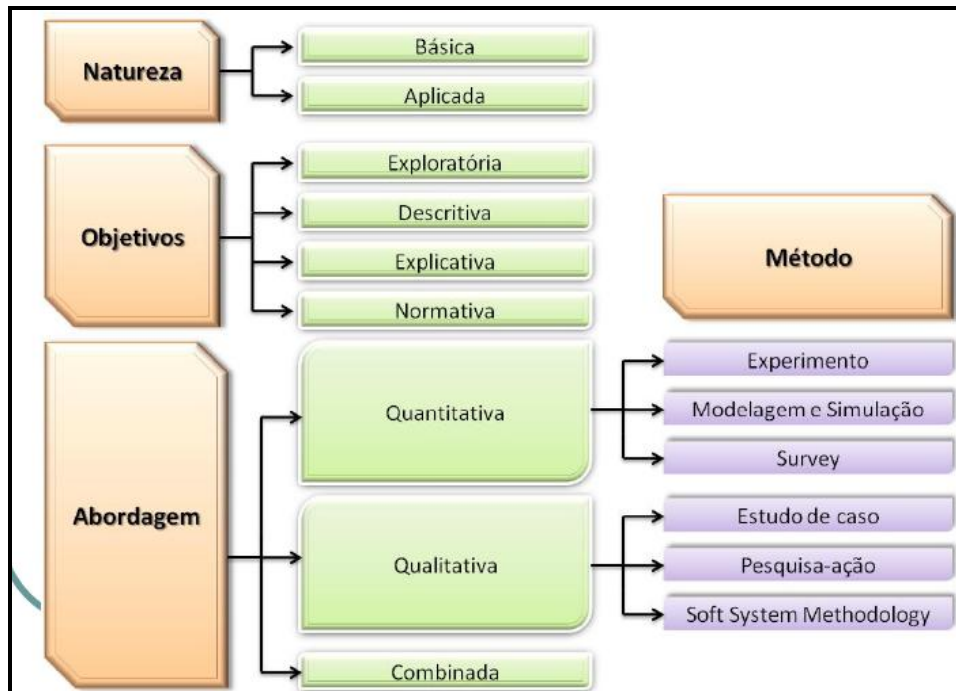 Natureza
Básica
Aplicada
Objetivos
Exploratória
Descritiva
Explicativa
Normativa
Método
Abordagem
Quantitativa
Experimento
Modelagem e Simulação
Survey
Qualitativa
Estudo de caso
Pesquisa-ação
Soft System Methodology
Combinada